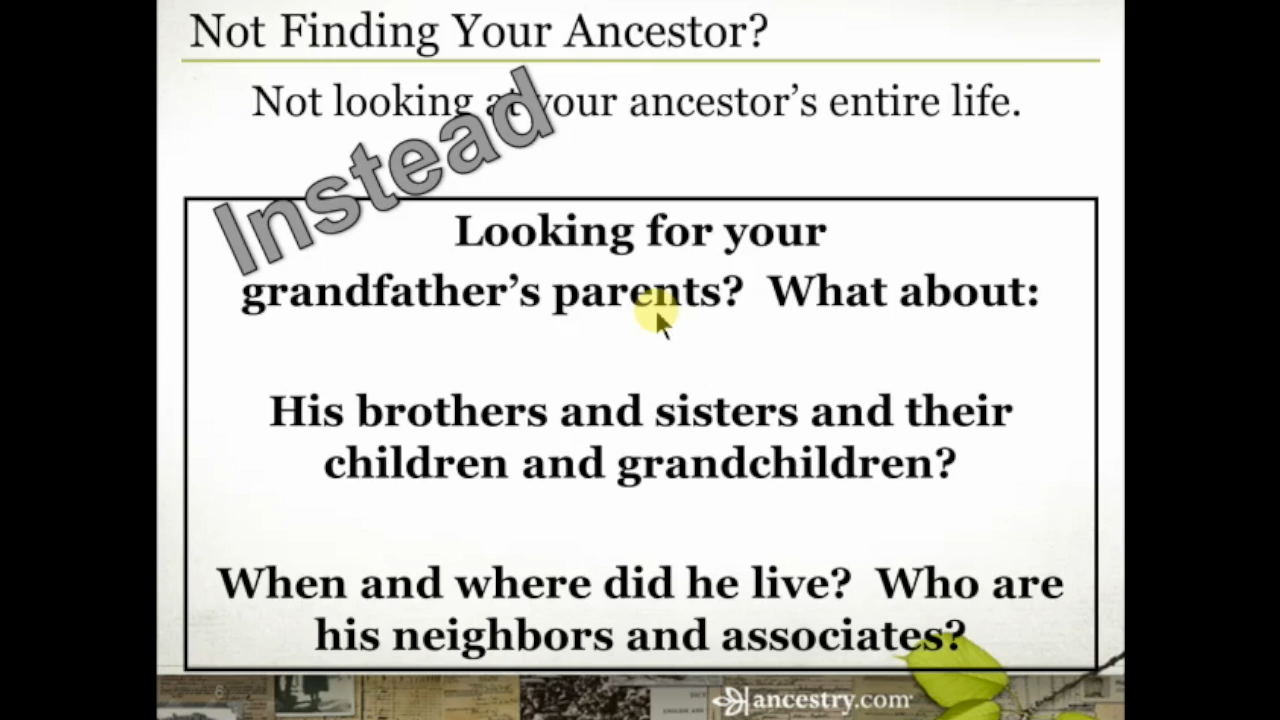 Not Finding Your Ancestor?
Not looking at your ancestor's entire life.
Instead
Looking for your
grandfather's parents?  What about:
His brothers and sisters and their
children and grandchildren?
When and where did he live?  Who are
his neighbors and associates?
6
ancestry.com